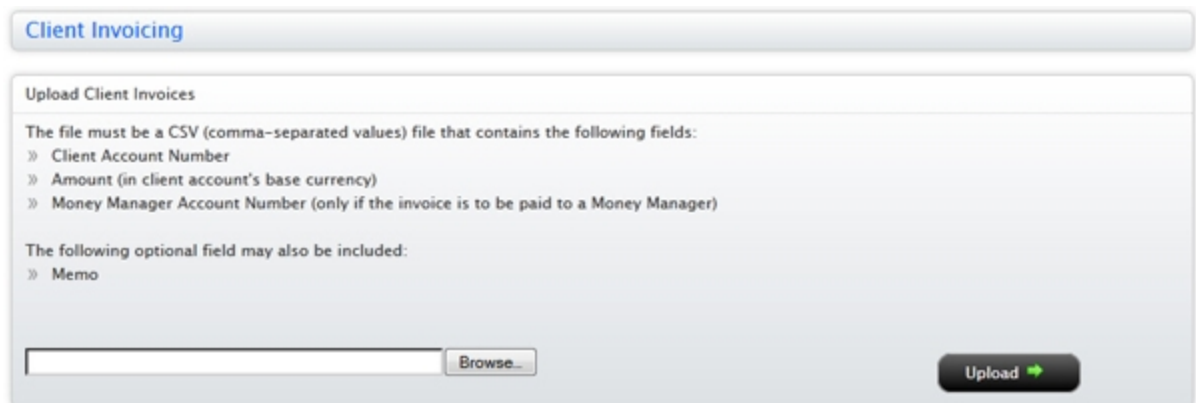 Client Invoicing
Upload Client Invoices
The file must be a CSV (comma-separated values) file that contains the following fields:
» Client Account Number
» Amount (in client account's base currency)
» Money Manager Account Number (only if the invoice is to be paid to a Money Manager)
The following optional field may also be included:
» Memo
Browse...
Upload